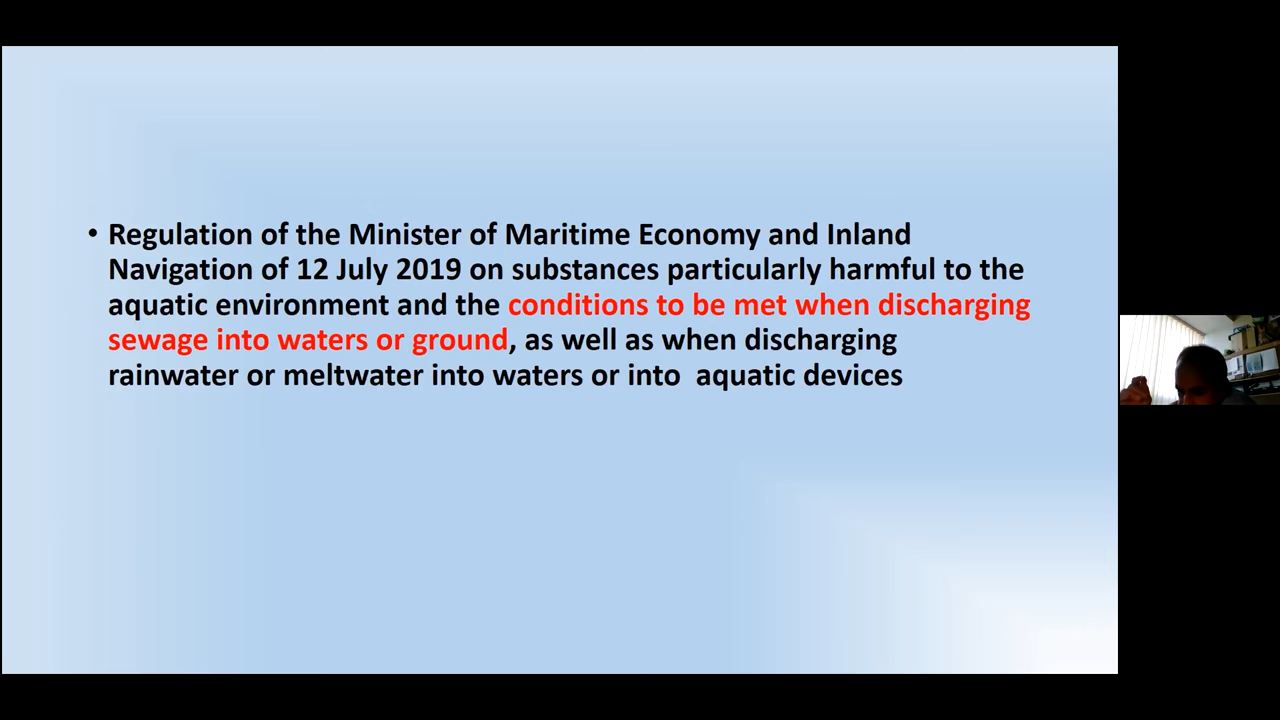 • Regulation of the Minister of Maritime Economy and Inland
Navigation of 12 July 2019 on substances particularly harmful to the
aquatic environment and the conditions to be met when discharging
sewage into waters or ground, as well as when discharging
rainwater or meltwater into waters or into  aquatic devices